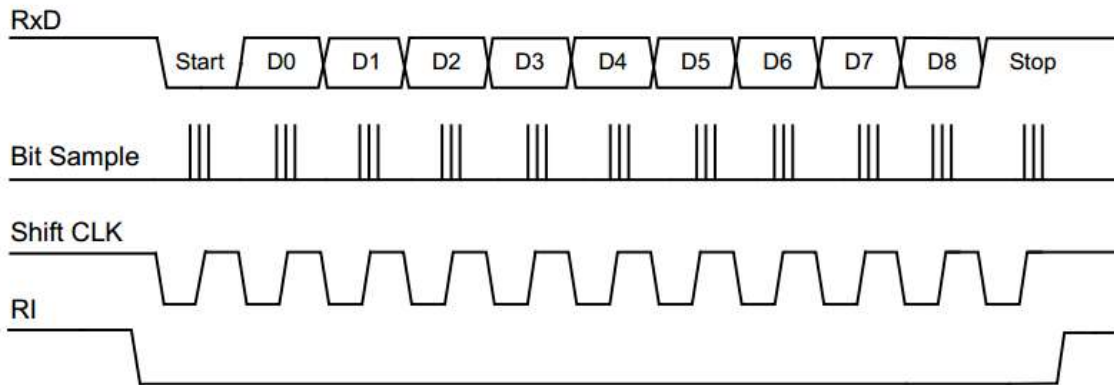 RxD
Start D0 D1 D2 D3 D4 D5 D6 D7 D8 Stop
Bit Sample
Shift CLK
RI